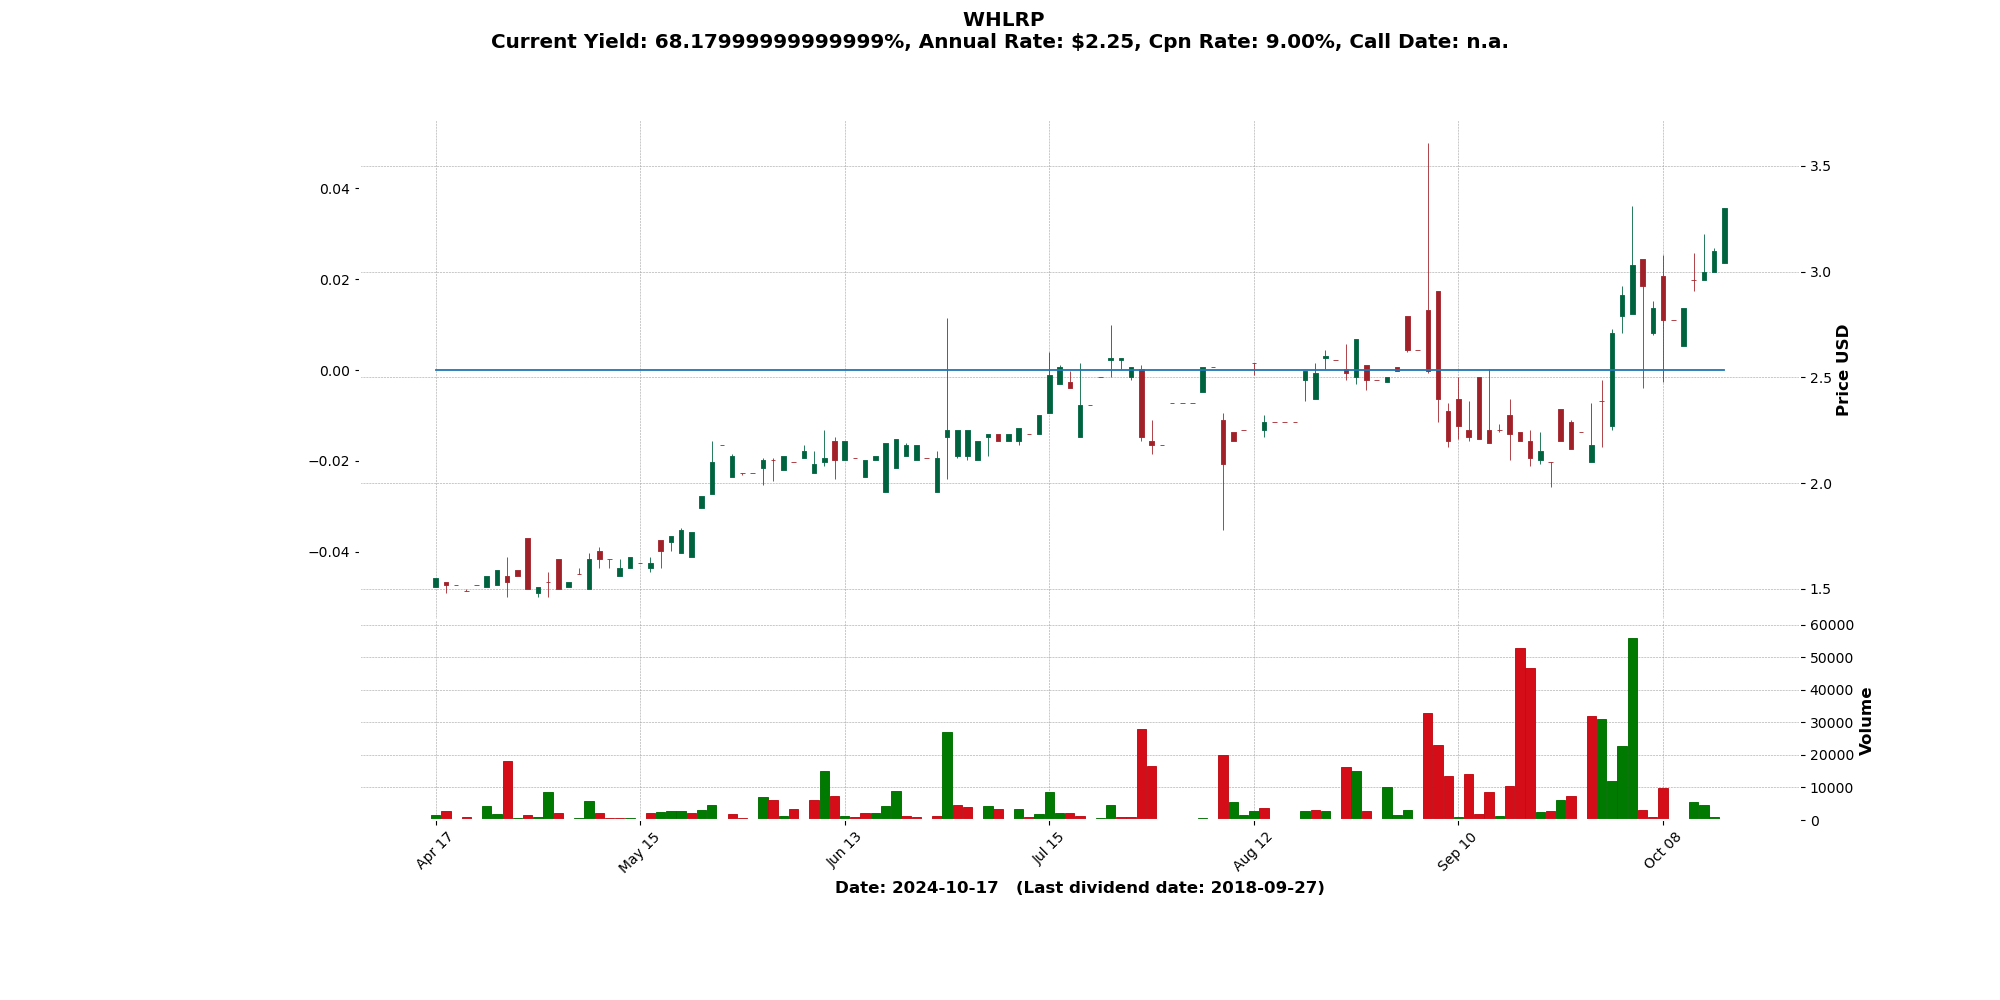 WHLRP
Current Yield: 68.17999999999999%, Annual Rate: $2.25, Cpn Rate: 9.00%, Call Date: n.a.
0.04
0.02
0.00
−0.02
−0.04
3.5
3.0
2.5
2.0
1.5
Price USD
60000
50000
40000
30000
20000
10000
0
Volume
Apr 17
May 15
Jun 13
Jul 15
Aug 12
Sep 10
Oct 08
Date: 2024-10-17 (Last dividend date: 2018-09-27)